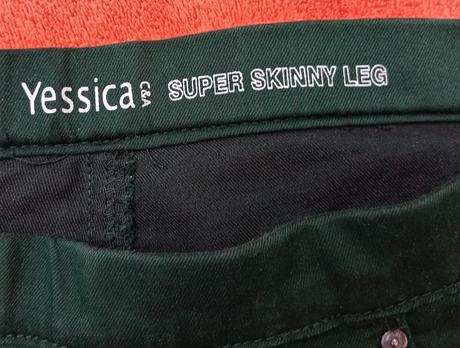 Yessica C&A SUPER SKINNY LEG